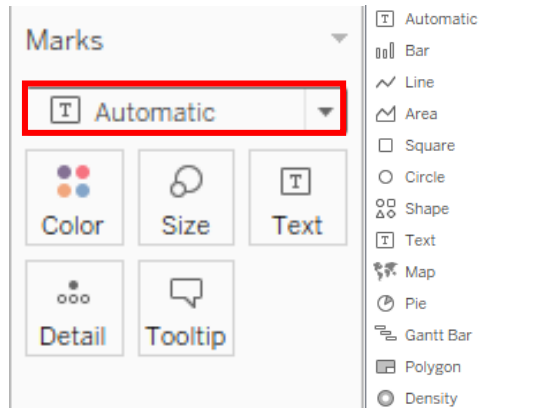 Marks
Automatic
Color
Size
T
Text
Detail
Tooltip
Automatic
Bar
Line
Area
Square
Circle
Shape
Text
Map
Pie
Gantt Bar
Polygon
Density